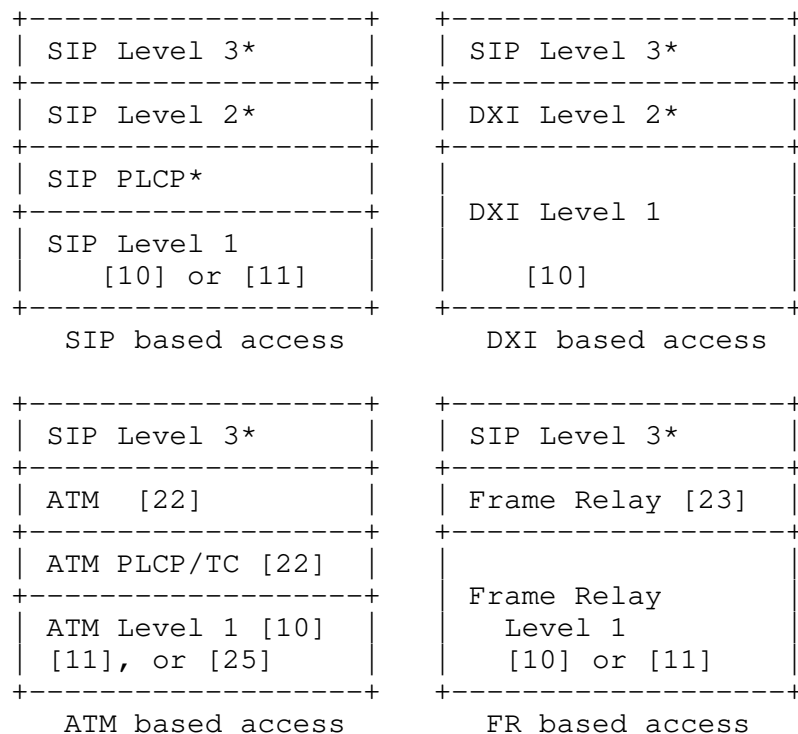 +-------------------+   +-------------------+
| SIP Level 3*      |   | SIP Level 3*      |
+-------------------+   +-------------------+
| SIP Level 2*      |   | DXI Level 2*      |
+-------------------+   +-------------------+
| SIP PLCP*         |   |                   |
+-------------------+   | DXI Level 1       |
| SIP Level 1       |   |                   |
|    [10] or [11]   |   |    [10]           |
+-------------------+   +-------------------+
   SIP based access        DXI based access

+-------------------+   +-------------------+
| SIP Level 3*      |   | SIP Level 3*      |
+-------------------+   +-------------------+
| ATM  [22]         |   | Frame Relay [23]  |
+-------------------+   +-------------------+
| ATM PLCP/TC [22]  |   |                   |
+-------------------+   | Frame Relay       |
| ATM Level 1 [10]  |   |   Level 1         |
| [11], or [25]     |   |   [10] or [11]    |
+-------------------+   +-------------------+
   ATM based access        FR based access